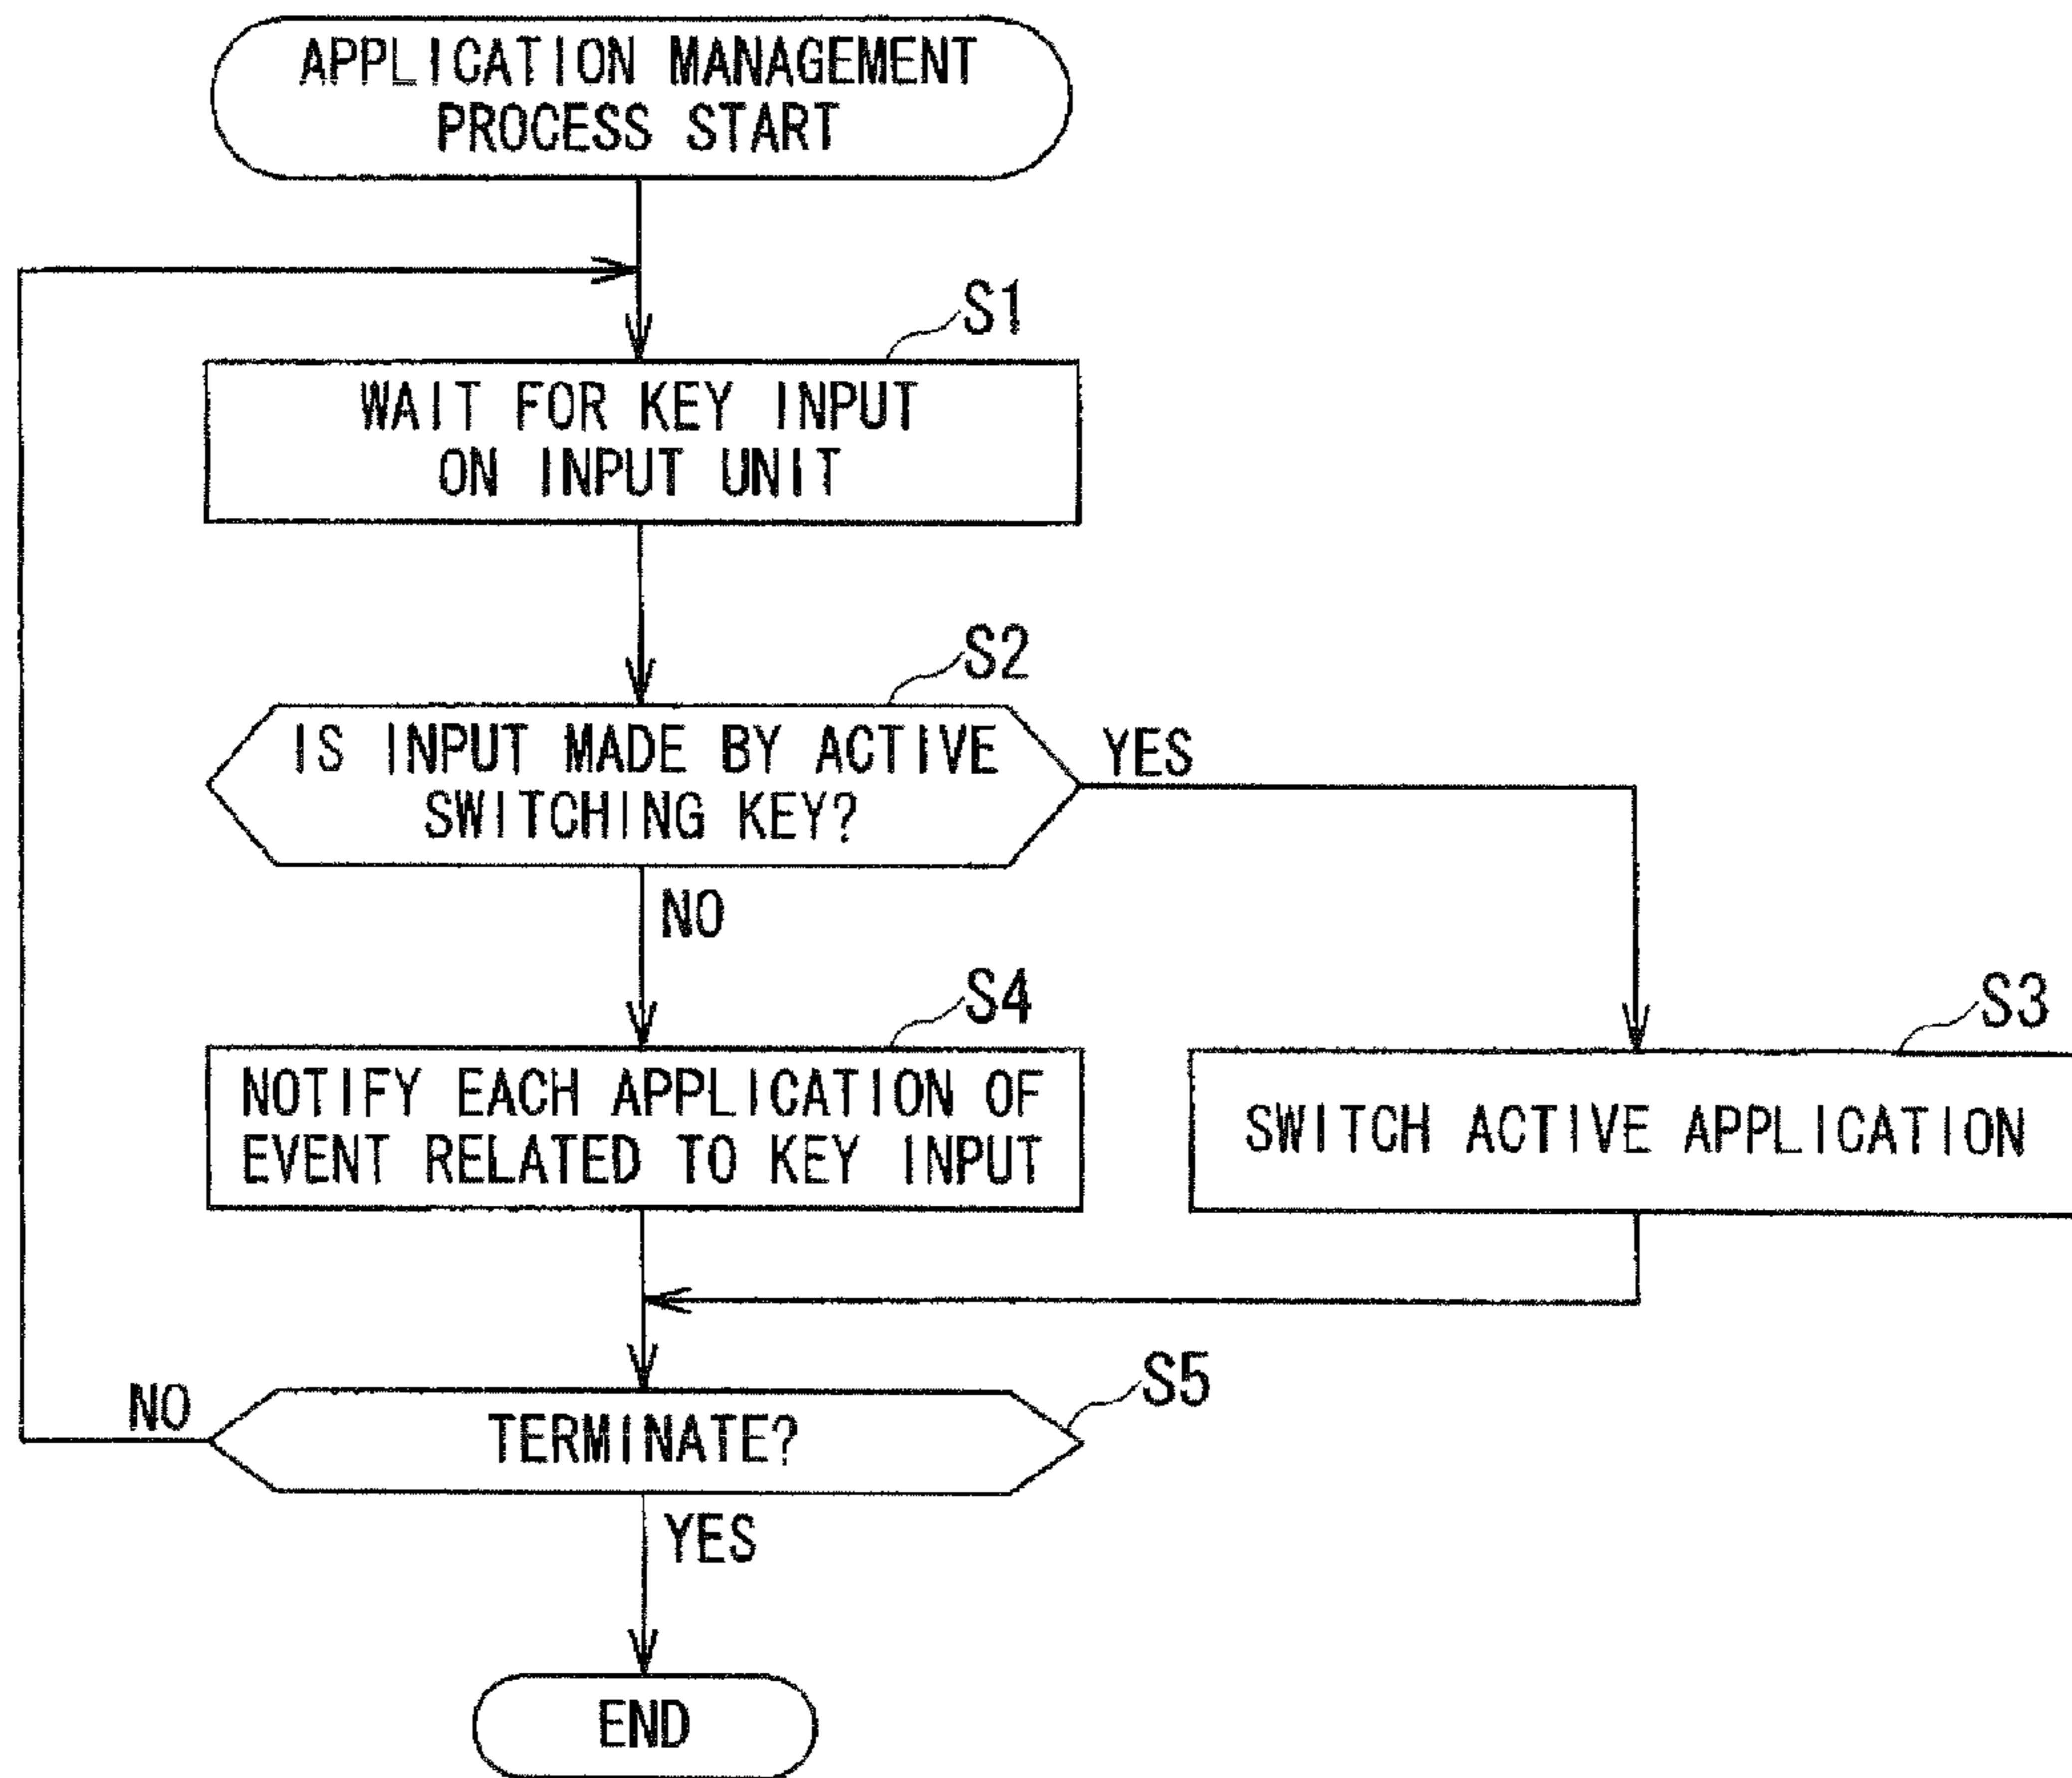 APPLICATION MANAGEMENT
PROCESS START
S1
WAIT FOR KEY INPUT
ON INPUT UNIT
S2
IS INPUT MADE BY ACTIVE
SWITCHING KEY?
YES
NO
S4
NOTIFY EACH APPLICATION OF
EVENT RELATED TO KEY INPUT
S3
SWITCH ACTIVE APPLICATION
S5
NO
TERMINATE?
YES
END